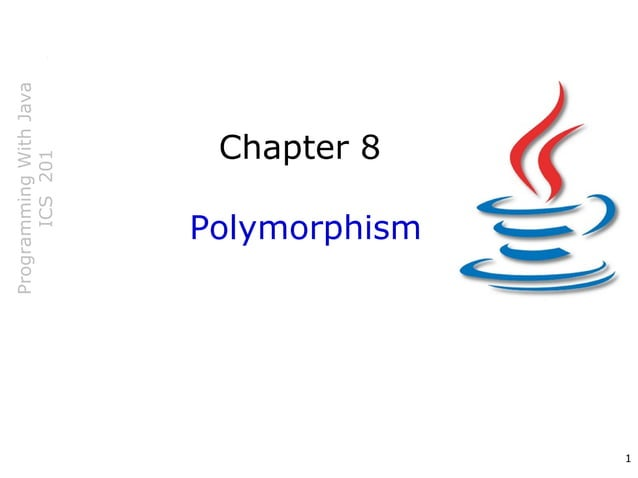 Programming With Java
ICS 201
Chapter 8
Polymorphism
1